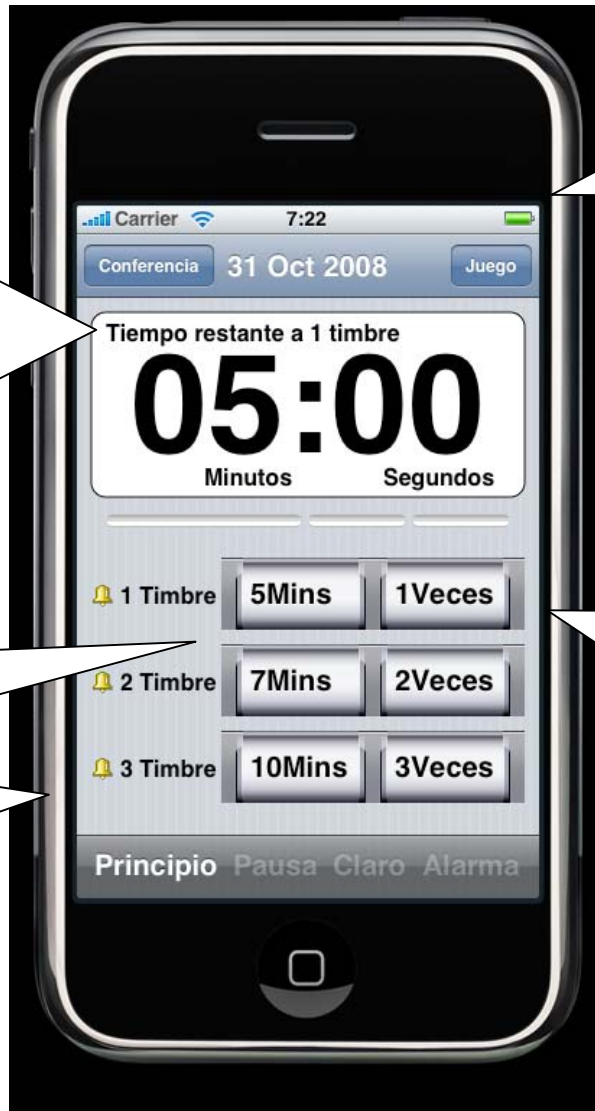 Carrier 7:22
Conferencia 31 Oct 2008 Juego
Tiempo restante a 1 timbre
05:00
Minutos Segundos
1 Timbre 5Mins 1Veces
2 Timbre 7Mins 2Veces
3 Timbre 10Mins 3Veces
Principio Pausa Claro Alarma